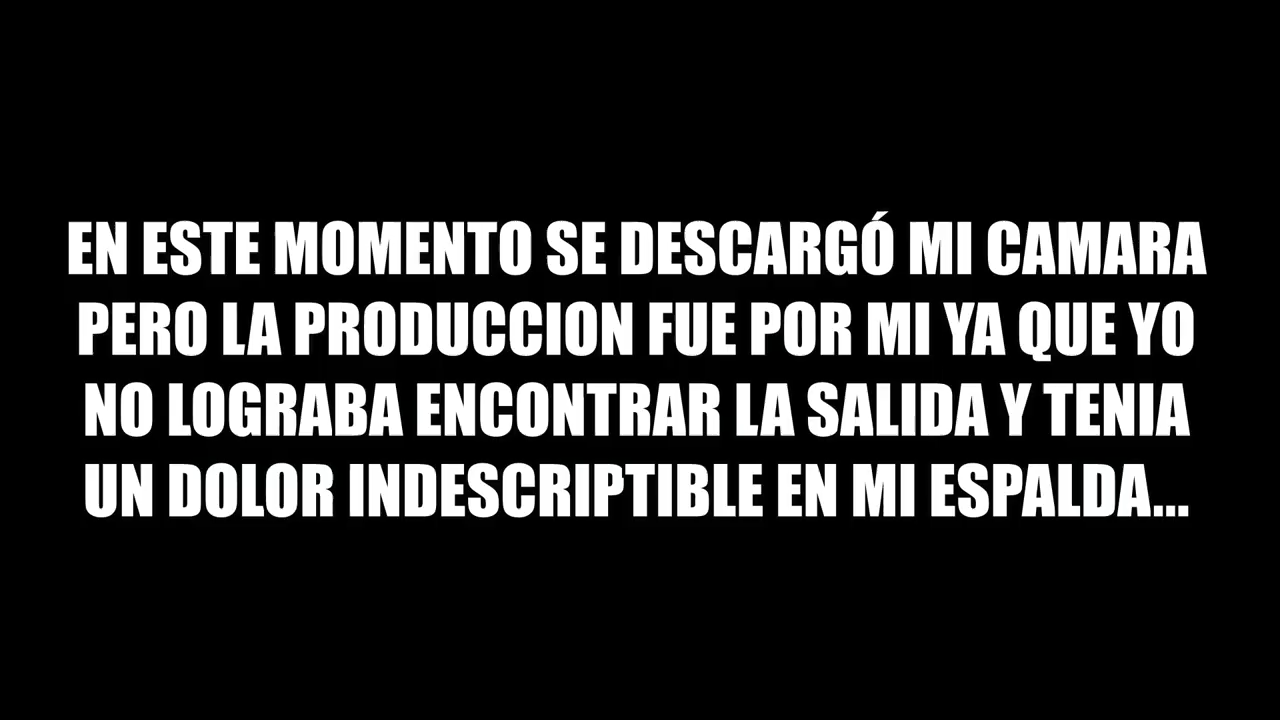 EN ESTE MOMENTO SE DESCARGÓ MI CAMARA
PERO LA PRODUCCION FUE POR MI YA QUE YO
NO LOGRABA ENCONTRAR LA SALIDA Y TENIA
UN DOLOR INDESCRIPTIBLE EN MI ESPALDA...